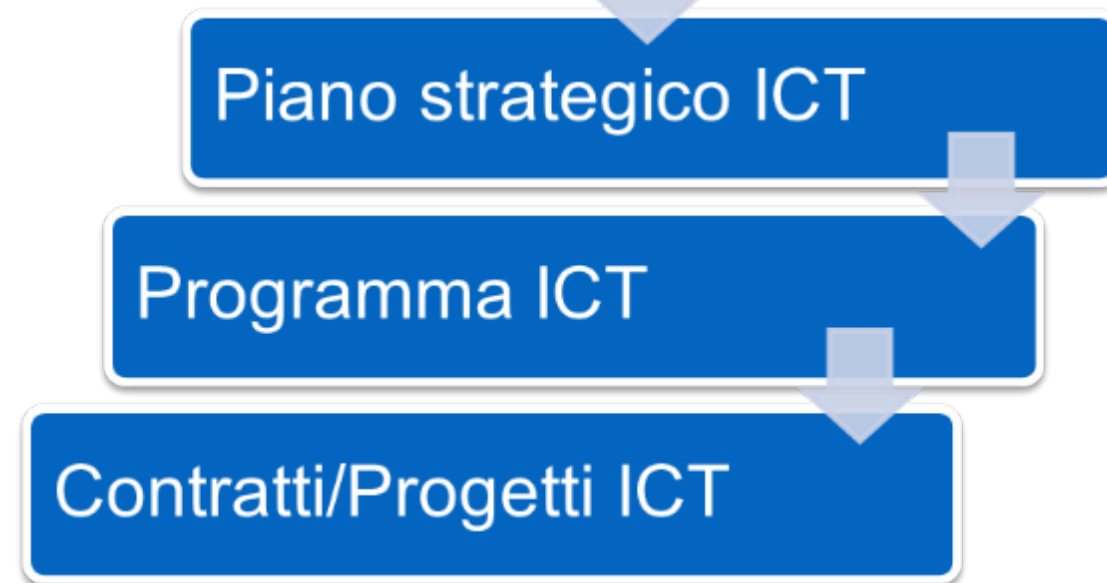 Piano strategico ICT
Programma ICT
Contratti/Progetti ICT